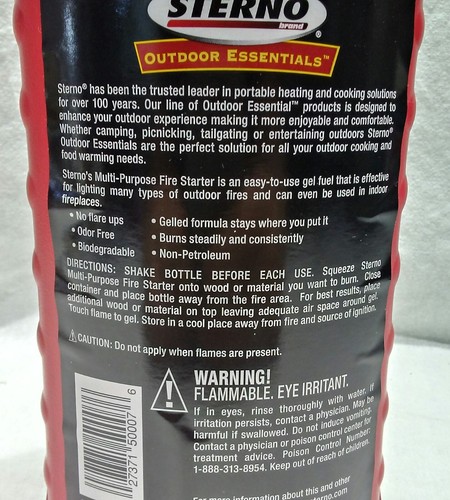 STERNO
brand
®
OUTDOOR ESSENTIALS™
Sterno® has been the trusted leader in portable heating and cooking solutions
for over 100 years. Our line of Outdoor Essential™ products is designed to
enhance your outdoor experience making it more enjoyable and comfortable.
Whether camping, picnicking, tailgating or entertaining outdoors Sterno®
Outdoor Essentials are the perfect solution for all your outdoor cooking and
food warming needs.
Sterno's Multi-Purpose Fire Starter is an easy-to-use gel fuel that is effective
for lighting many types of outdoor fires and can even be used in indoor
fireplaces.
• No flare ups
• Odor Free
• Biodegradable
• Gelled formula stays where you put it
• Burns steadily and consistently
• Non-Petroleum
DIRECTIONS: SHAKE BOTTLE BEFORE EACH USE. Squeeze Sterno
Multi-Purpose Fire Starter onto wood or material you want to burn. Close
container and place bottle away from the fire area. For best results, place
additional wood or material on top leaving adequate air space around gel.
Touch flame to gel. Store in a cool place away from fire and source of ignition.
CAUTION: Do not apply when flames are present.
WARNING!
FLAMMABLE. EYE IRRITANT.
If in eyes, rinse thoroughly with water. If
irritation persists, contact a physician. May be
harmful if swallowed. Do not induce vomiting.
Contact a physician or poison control center for
treatment advice. Poison Control Number:
1-888-313-8954. Keep out of reach of children.
For more information about this and other
sterno.com
27371 50007 6